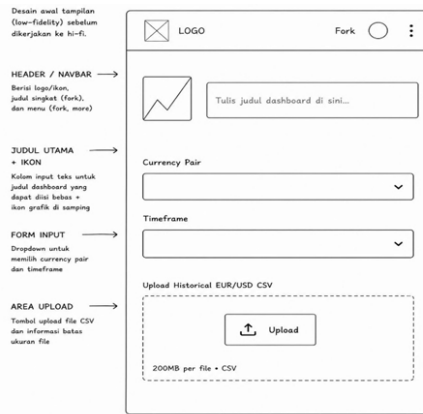 Desain awal tampilan
(low-fidelity) sebelum
dikerjakan ke hi-fi.
HEADER / NAVBAR
Berisi logo/ikon,
judul singkat (fork),
dan menu (fork, more)
JUDUL UTAMA
+ IKON
Kolom input teks untuk
judul dashboard yang
dapat diisi bebas +
ikon grafik di samping
FORM INPUT
Dropdown untuk
memilih currency pair
dan timeframe
AREA UPLOAD
Tombol upload file CSV
dan informasi batas
ukuran file
LOGO
Fork
Tulis judul dashboard di sini...
Currency Pair
Timeframe
Upload Historical EUR/USD CSV
Upload
200MB per file • CSV